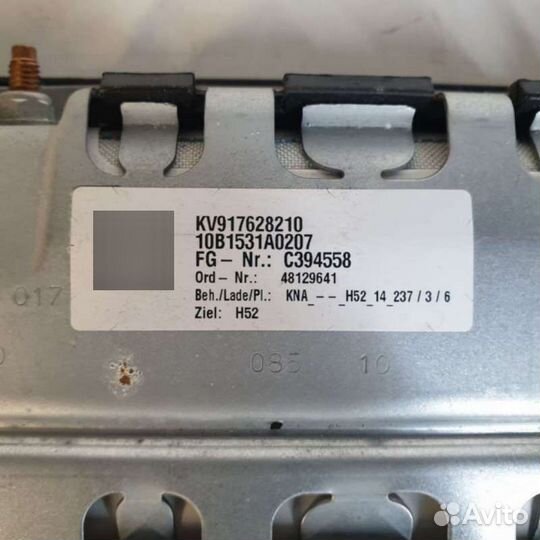 KV917628210
10B1531A0207
FG - Nr.: C394558
Ord - Nr.: 48129641
Beh./Lade/Pl.: KNA_ - - _H52_14_237 / 3 / 6
Ziel: H52
017
085 10
Avito